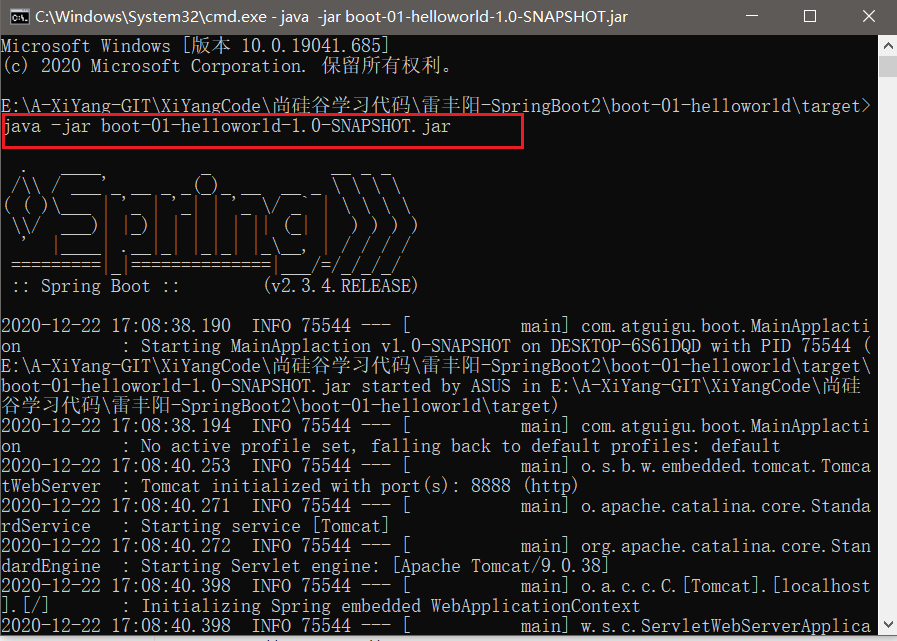 C:\Windows\System32\cmd.exe - java  -jar boot-01-helloworld-1.0-SNAPSHOT.jar
Microsoft Windows [版本 10.0.19041.685]
(c) 2020 Microsoft Corporation. 保留所有权利。
E:\A-XiYang-GIT\XiYangCode\尚硅谷学习代码\雷丰阳-SpringBoot2\boot-01-helloworld\target>
java -jar boot-01-helloworld-1.0-SNAPSHOT.jar
Spring
:: Spring Boot ::        (v2.3.4.RELEASE)
2020-12-22 17:08:38.190  INFO 75544 --- [           main] com.atguigu.boot.MainApplacti
on          : Starting MainApplaction v1.0-SNAPSHOT on DESKTOP-6S61DQD with PID 75544 (
E:\A-XiYang-GIT\XiYangCode\尚硅谷学习代码\雷丰阳-SpringBoot2\boot-01-helloworld\target\
boot-01-helloworld-1.0-SNAPSHOT.jar started by ASUS in E:\A-XiYang-GIT\XiYangCode\尚硅
谷学习代码\雷丰阳-SpringBoot2\boot-01-helloworld\target)
2020-12-22 17:08:38.194  INFO 75544 --- [           main] com.atguigu.boot.MainApplacti
on          : No active profile set, falling back to default profiles: default
2020-12-22 17:08:40.253  INFO 75544 --- [           main] o.s.b.w.embedded.tomcat.Tomca
tWebServer  : Tomcat initialized with port(s): 8888 (http)
2020-12-22 17:08:40.271  INFO 75544 --- [           main] o.apache.catalina.core.Standa
rdService   : Starting service [Tomcat]
2020-12-22 17:08:40.272  INFO 75544 --- [           main] org.apache.catalina.core.Stan
dardEngine  : Starting Servlet engine: [Apache Tomcat/9.0.38]
2020-12-22 17:08:40.398  INFO 75544 --- [           main] o.a.c.c.C.[Tomcat].[localhost
].[/]       : Initializing Spring embedded WebApplicationContext
2020-12-22 17:08:40.398  INFO 75544 --- [           main] w.s.c.ServletWebServerApplica